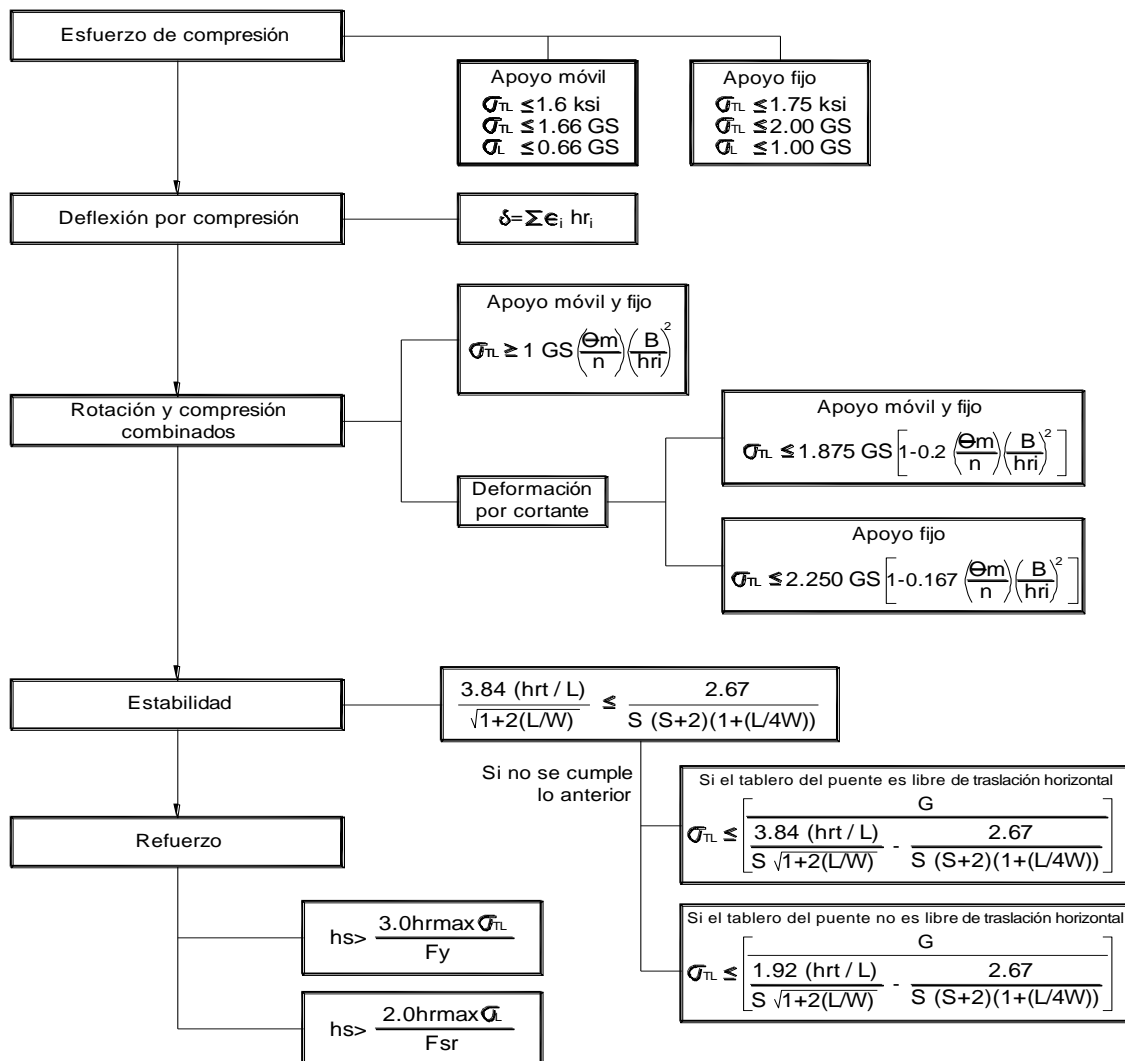 Esfuerzo de compresión
Apoyo móvil
σTL ≤1.6 ksi
σTL ≤1.66 GS
σL ≤0.66 GS
Apoyo fijo
σTL ≤1.75 ksi
σTL ≤2.00 GS
σL ≤1.00 GS
Deflexión por compresión
δ=Σϵi hri
Apoyo móvil y fijo
σTL ≥ 1 GS (Θm/n)(B/hri)²
Rotación y compresión
combinados
Apoyo móvil y fijo
σTL ≤1.875 GS [1-0.2 (Θm/n)(B/hri)²]
Deformación
por cortante
Apoyo fijo
σTL ≤2.250 GS [1-0.167 (Θm/n)(B/hri)²]
Estabilidad
3.84 (hrt / L) / √1+2(L/W) ≤ 2.67 / S (S+2)(1+(L/4W))
Si no se cumple
lo anterior
Si el tablero del puente es libre de traslación horizontal
σTL ≤ [G / 3.84 (hrt / L) / S √1+2(L/W) - 2.67 / S (S+2)(1+(L/4W))]
Refuerzo
Si el tablero del puente no es libre de traslación horizontal
σTL ≤ [G / 1.92 (hrt / L) / S √1+2(L/W) - 2.67 / S (S+2)(1+(L/4W))]
hs> 3.0hrmax σTL / Fy
hs> 2.0hrmax σL / Fsr